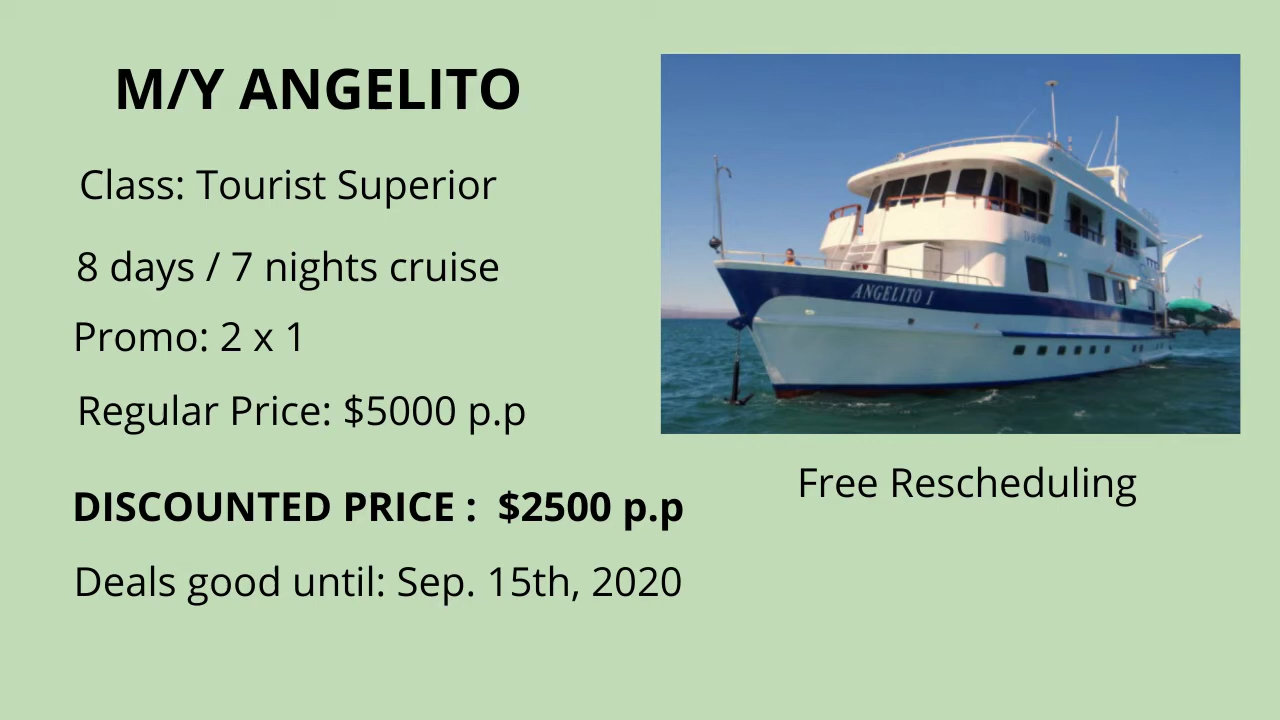 M/Y ANGELITO
Class: Tourist Superior
8 days / 7 nights cruise
Promo: 2 x 1
Regular Price: $5000 p.p
DISCOUNTED PRICE : $2500 p.p
Deals good until: Sep. 15th, 2020
ANGELITO I
Free Rescheduling